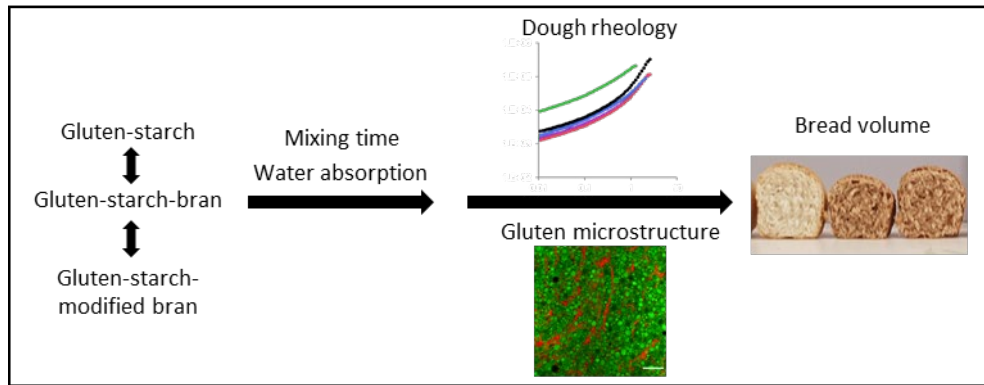 Dough rheology
Gluten-starch
Mixing time
Bread volume
Water absorption
Gluten-starch-bran
Gluten microstructure
Gluten-starch-
modified bran